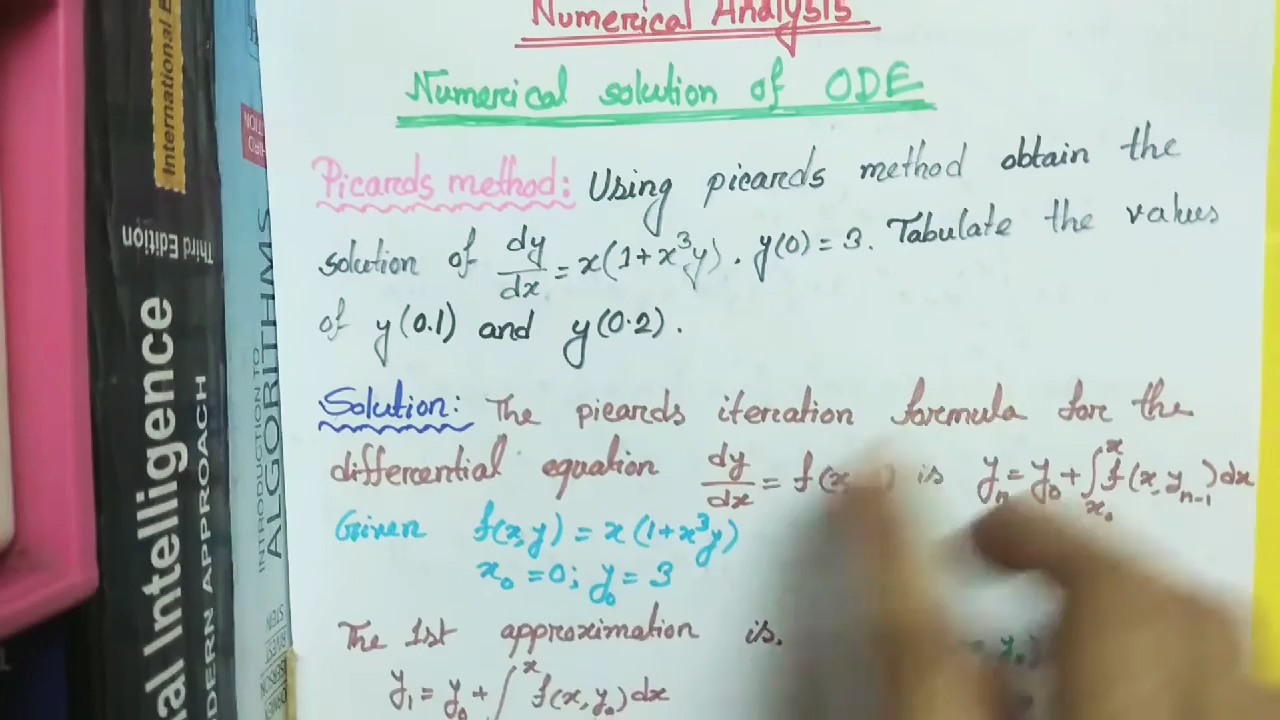 International E
Third Edition
ial Intelligence
ODERN APPROACH
INTRODUCTION TO
ALGORITHMS
Numerical Analysis
Numerical solution of ODE
Picards method: Using picards method obtain the
solution of dy/dx = x(1+x³y). y(0) = 3. Tabulate the values
of y(0.1) and y(0.2).
Solution: The picards iteration formula for the
differential equation dy/dx = f(x, ) is yₙ = y₀ + ∫ₓ₀ˣ f(x, yₙ₋₁) dx
Given f(x,y) = x(1+x³y)
x₀ = 0; y₀ = 3
The 1st approximation is.
y₁ = y₀ + ∫ˣ f(x, y₀) dx